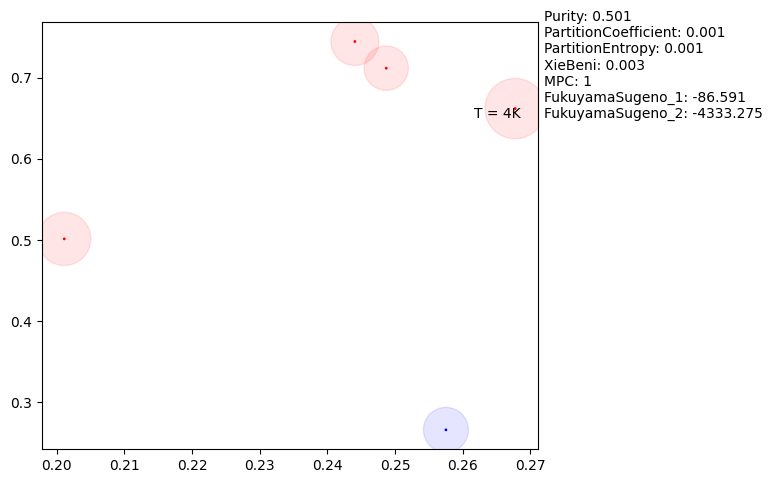 Purity: 0.501
PartitionCoefficient: 0.001
PartitionEntropy: 0.001
XieBeni: 0.003
MPC: 1
FukuyamaSugeno_1: -86.591
FukuyamaSugeno_2: -4333.275
T = 4K
0.7
0.6
0.5
0.4
0.3
0.20 0.21 0.22 0.23 0.24 0.25 0.26 0.27